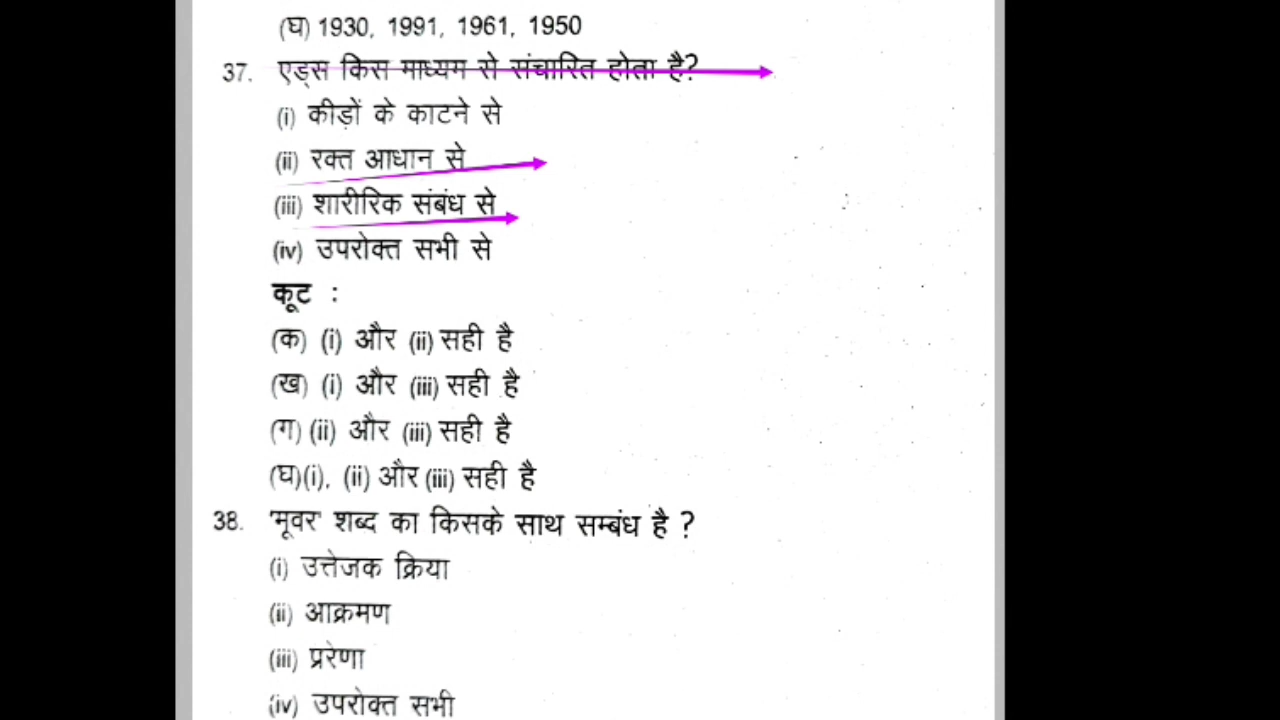 (घ) 1930, 1991, 1961, 1950
37. एड्स किस माध्यम से संचारित होता है?
(i) कीड़ों के काटने से
(ii) रक्त आधान से
(iii) शारीरिक संबंध से
(iv) उपरोक्त सभी से
कूट :
(क) (i) और (ii) सही है
(ख) (i) और (iii) सही है
(ग) (ii) और (iii) सही है
(घ)(i), (ii) और (iii) सही है
38. 'मूवर' शब्द का किसके साथ सम्बंध है ?
(i) उत्तेजक क्रिया
(ii) आक्रमण
(iii) प्ररेणा
(iv) उपरोक्त सभी